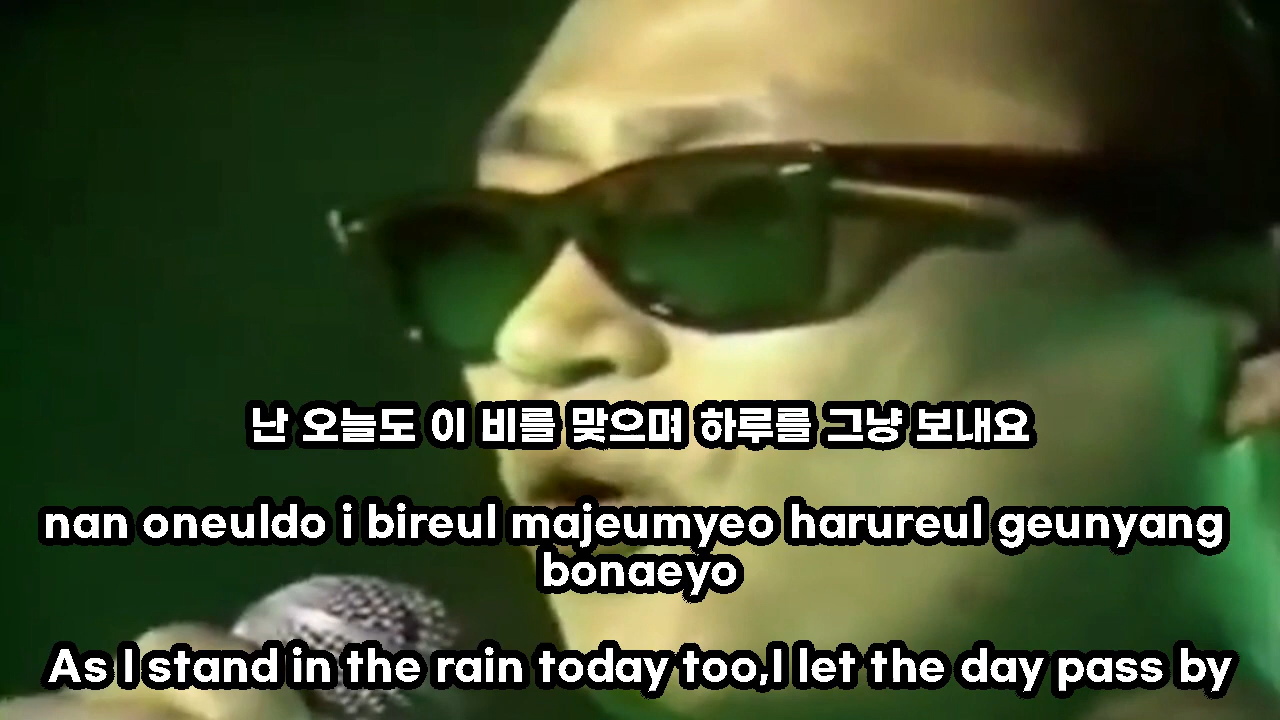 난 오늘도 이 비를 맞으며 하루를 그냥 보내요
nan oneuldo i bireul majeumyeo harureul geunyang
bonaeyo
As I stand in the rain today too,I let the day pass by